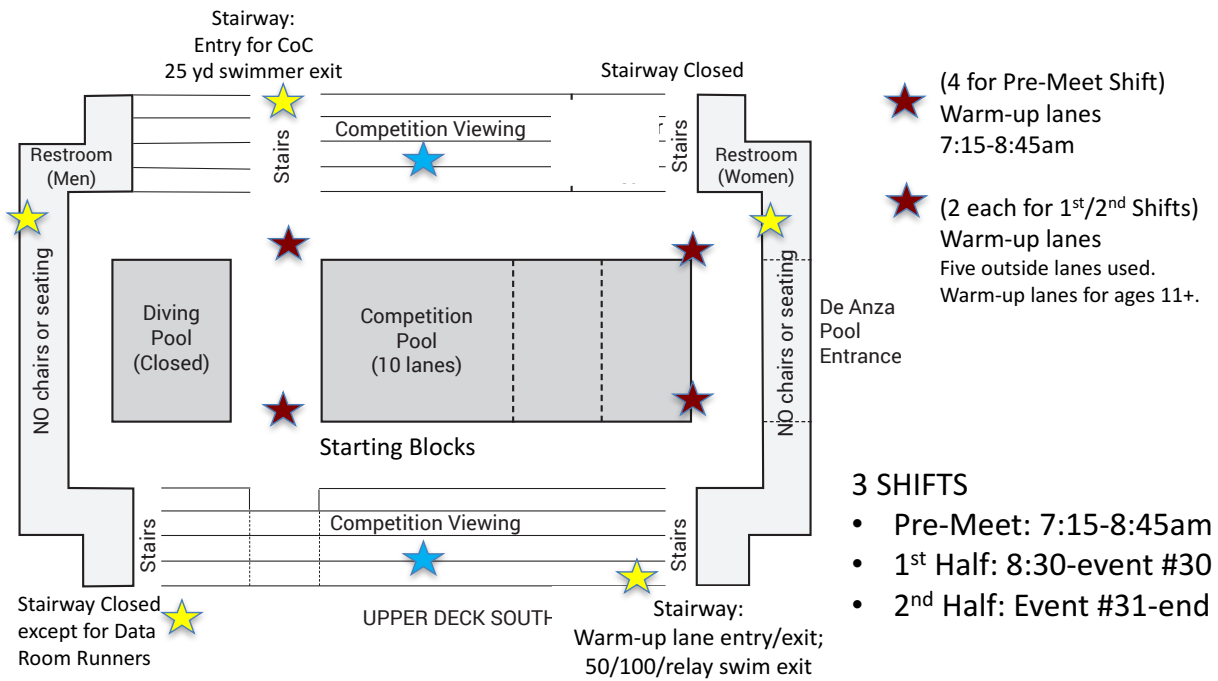 Stairway:
Entry for CoC
25 yd swimmer exit
Stairway Closed
Stairs
Competition Viewing
Stairs
Restroom
(Men)
Restroom
(Women)
NO chairs or seating
Diving
Pool
(Closed)
Competition
Pool
(10 lanes)
NO chairs or seating
De Anza
Pool
Entrance
Starting Blocks
Stairs
Competition Viewing
Stairs
Stairway Closed
except for Data
Room Runners
UPPER DECK SOUTH
Stairway:
Warm-up lane entry/exit;
50/100/relay swim exit
(4 for Pre-Meet Shift)
Warm-up lanes
7:15-8:45am
(2 each for 1st/2nd Shifts)
Warm-up lanes
Five outside lanes used.
Warm-up lanes for ages 11+.
3 SHIFTS
• Pre-Meet: 7:15-8:45am
• 1st Half: 8:30-event #30
• 2nd Half: Event #31-end